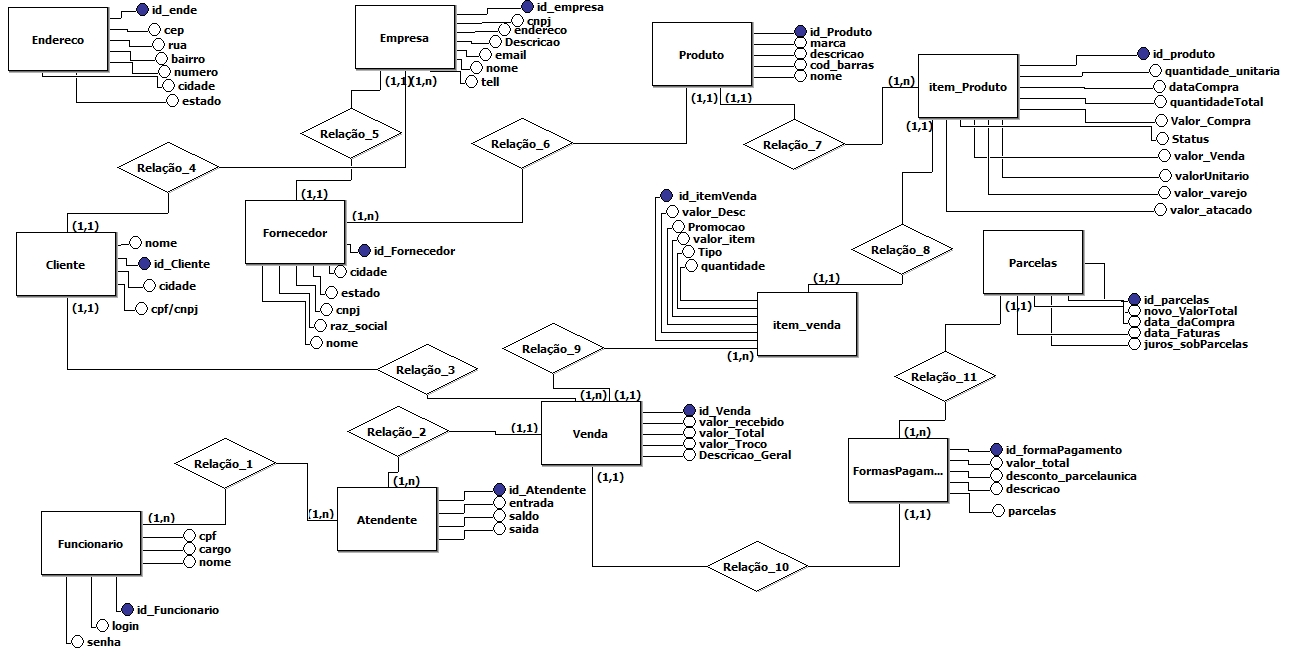 Endereco
id_ende
cep
rua
bairro
numero
cidade
estado
Empresa
id_empresa
cnpj
endereco
Descricao
email
nome
tell
(1,1)
(1,n)
Produto
id_Produto
marca
descricao
cod_barras
nome
(1,1)
(1,1)
item_Produto
id_produto
quantidade_unitaria
dataCompra
quantidadeTotal
Valor_Compra
Status
valor_Venda
valorUnitario
valor_varejo
valor_atacado
(1,n)
(1,1)
Relação_5
Relação_6
Relação_7
Relação_4
(1,1)
Fornecedor
(1,n)
id_Fornecedor
cidade
estado
cnpj
raz_social
nome
(1,1)
Cliente
nome
id_Cliente
cidade
cpf/cnpj
(1,1)
id_itemVenda
valor_Desc
Promocao
valor_item
Tipo
quantidade
Relação_8
(1,1)
item_venda
(1,n)
Parcelas
id_parcelas
novo_ValorTotal
data_daCompra
data_Faturas
juros_sobParcelas
(1,1)
Relação_9
Relação_3
Relação_11
(1,n)
(1,1)
Venda
(1,1)
id_Venda
valor_recebido
valor_Total
valor_Troco
Descricao_Geral
(1,1)
Relação_2
(1,n)
FormasPagam...
(1,n)
id_formaPagamento
valor_total
desconto_parcelaunica
descricao
parcelas
(1,1)
Relação_1
(1,n)
Atendente
(1,n)
id_Atendente
entrada
saldo
saida
Funcionario
(1,n)
cpf
cargo
nome
id_Funcionario
login
senha
Relação_10